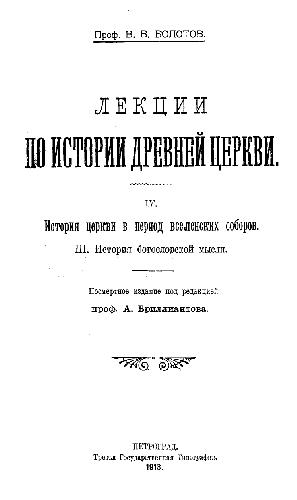 Проф. В. В. БОЛОТОВ.
ЛЕКЦИИ
ПО ИСТОРИИ ДРЕВНЕЙ ЦЕРКВИ.
IV.
История церкви в период вселенских соборов.
III. История богословской мысли.
Посмертное издание под редакцией
проф. А. Бриллиантова.
ПЕТРОГРАД.
Третья Государственная Типография.
1918.